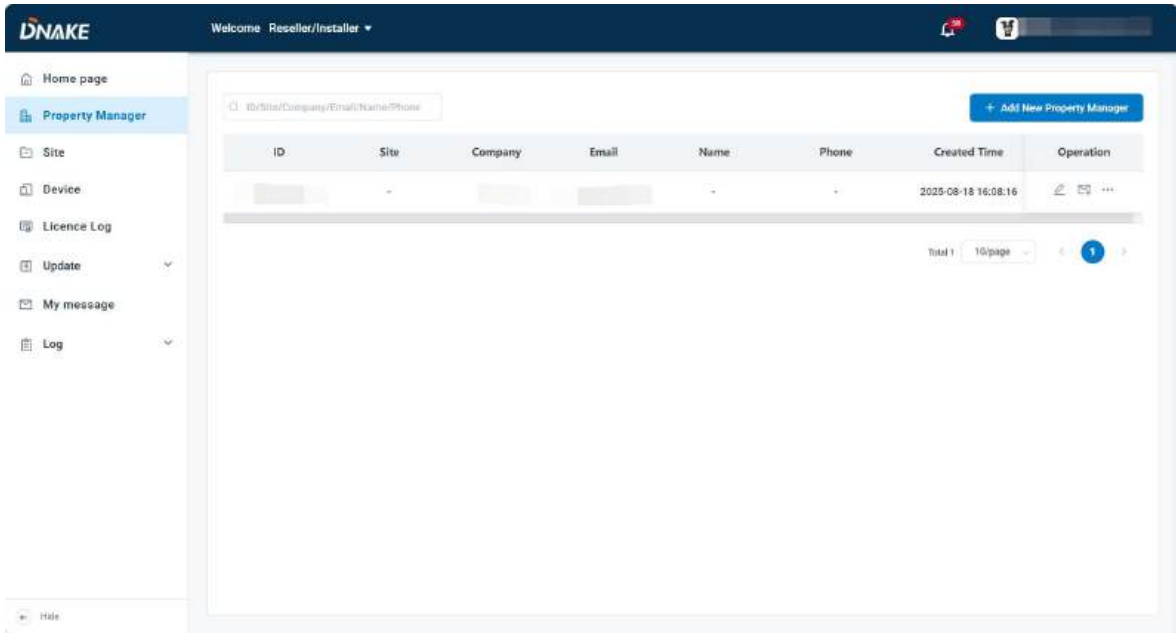 DNAKE
Welcome Reseller/Installer
Home page
Property Manager
Site
Device
Licence Log
Update
My message
Log
Hide
ID/Site/Company/Email/Name/Phone
+ Add New Property Manager
ID Site Company Email Name Phone Created Time Operation
- - - 2025-08-18 16:08:16 ···
Total 1 10/page < 1 >